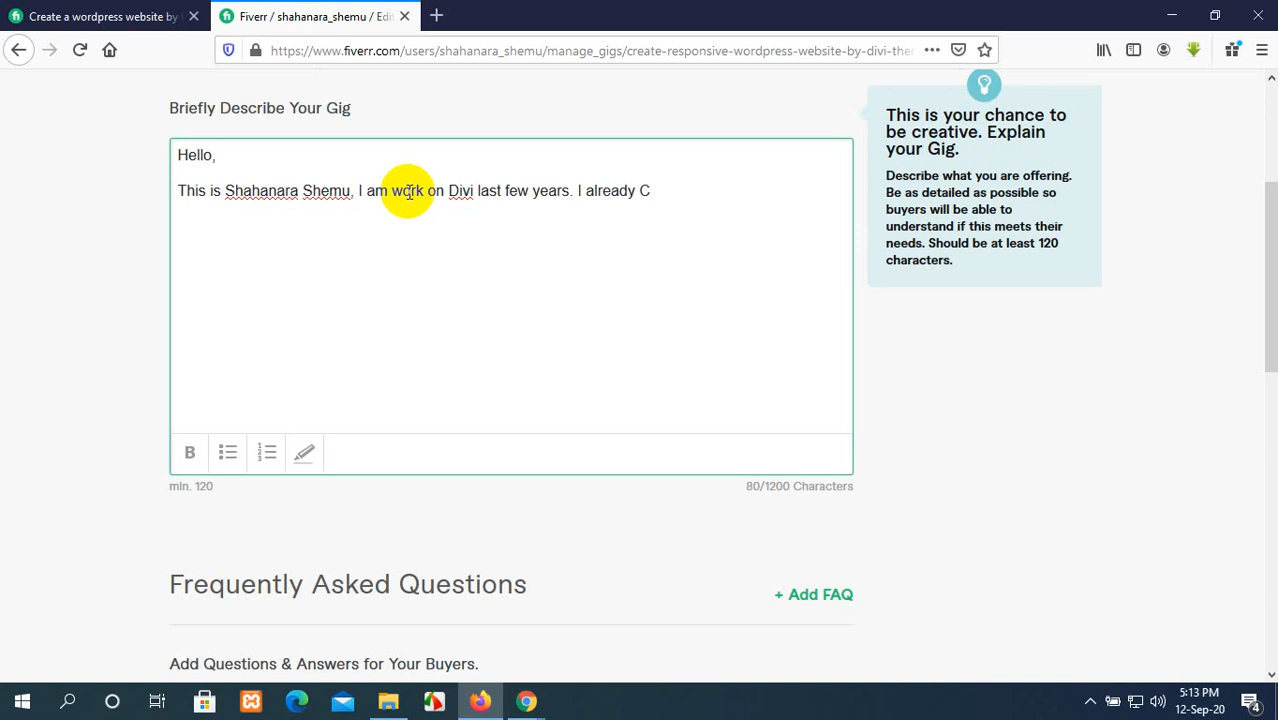 Create a wordpress website by
Fiverr / shahanara_shemu / Edi
https://www.fiverr.com/users/shahanara_shemu/manage_gigs/create-responsive-wordpress-website-by-divi-the
Briefly Describe Your Gig
Hello,
This is Shahanara Shemu, I am work on Divi last few years. I already C
This is your chance to
be creative. Explain
your Gig.
Describe what you are offering.
Be as detailed as possible so
buyers will be able to
understand if this meets their
needs. Should be at least 120
characters.
B
min. 120
80/1200 Characters
Frequently Asked Questions
+ Add FAQ
Add Questions & Answers for Your Buyers.
5:13 PM
12-Sep-20
4